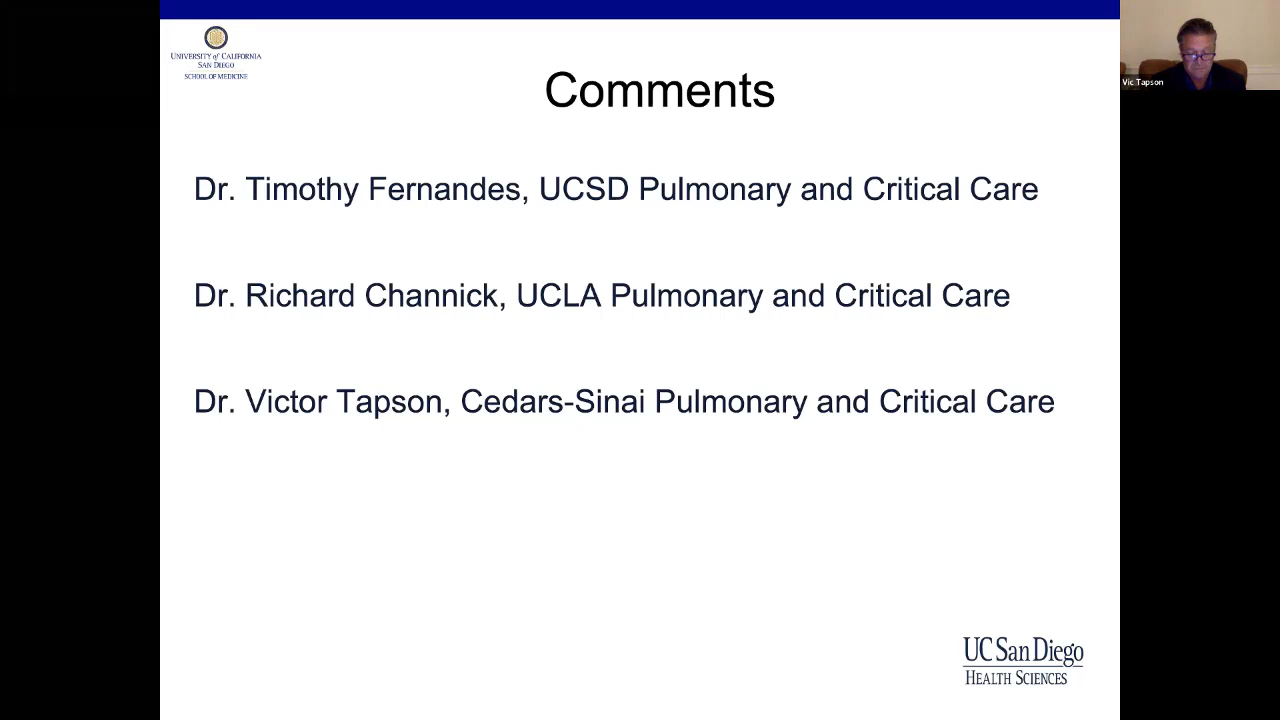 UNIVERSITY of CALIFORNIA
SAN DIEGO
SCHOOL OF MEDICINE
Comments
Vic Tapson
Dr. Timothy Fernandes, UCSD Pulmonary and Critical Care
Dr. Richard Channick, UCLA Pulmonary and Critical Care
Dr. Victor Tapson, Cedars-Sinai Pulmonary and Critical Care
UC San Diego
HEALTH SCIENCES